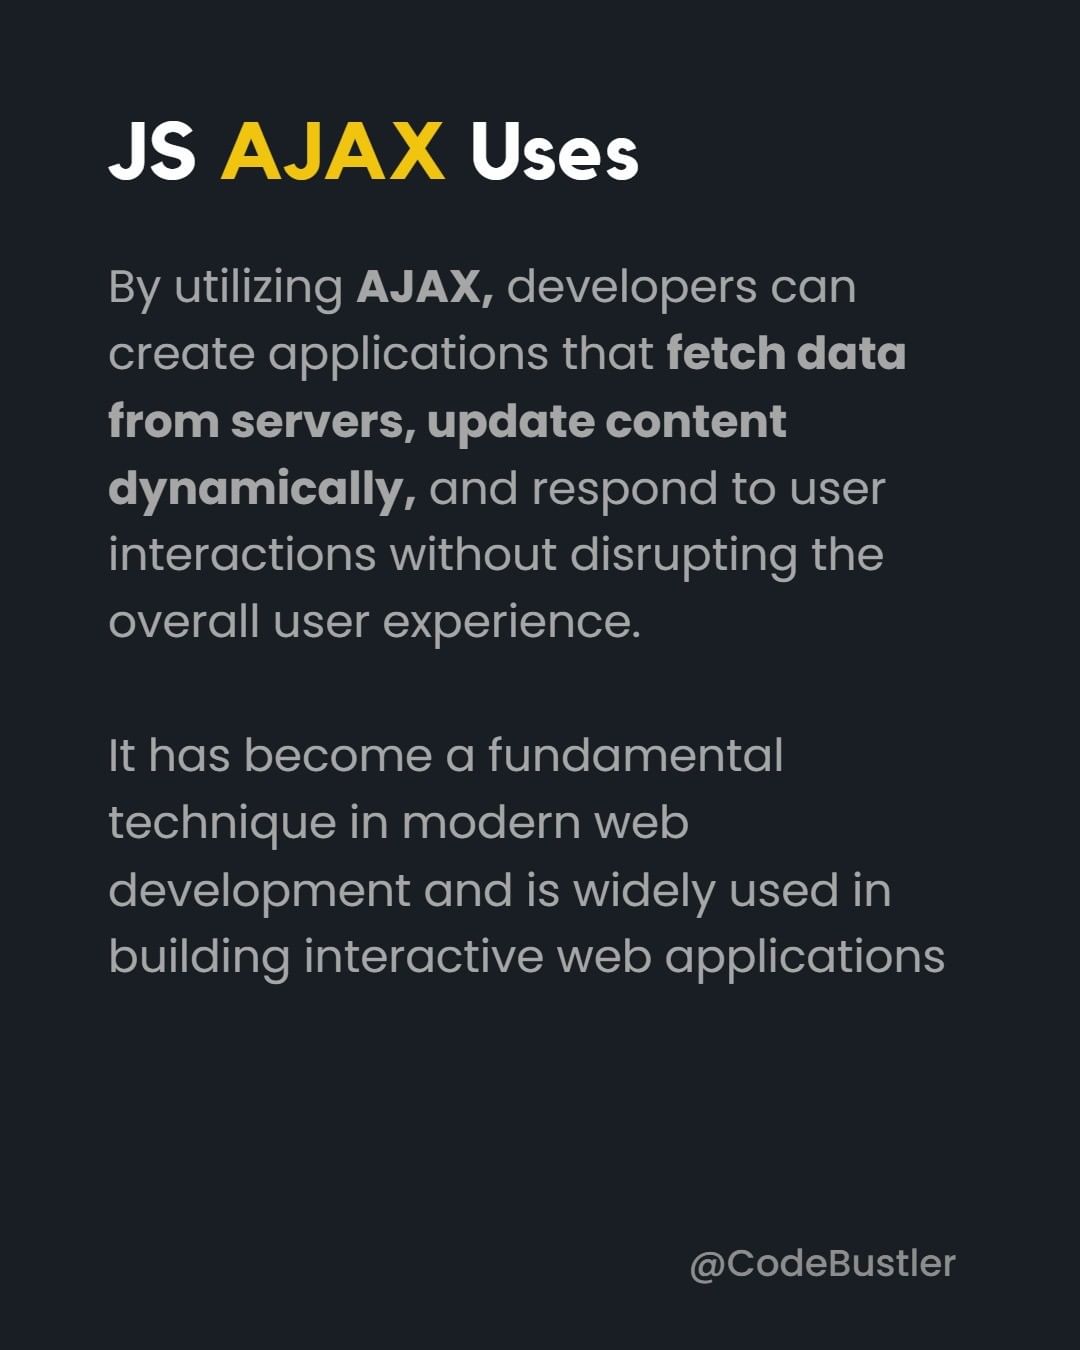 JS AJAX Uses
By utilizing AJAX, developers can
create applications that fetch data
from servers, update content
dynamically, and respond to user
interactions without disrupting the
overall user experience.
It has become a fundamental
technique in modern web
development and is widely used in
building interactive web applications
@CodeBustler